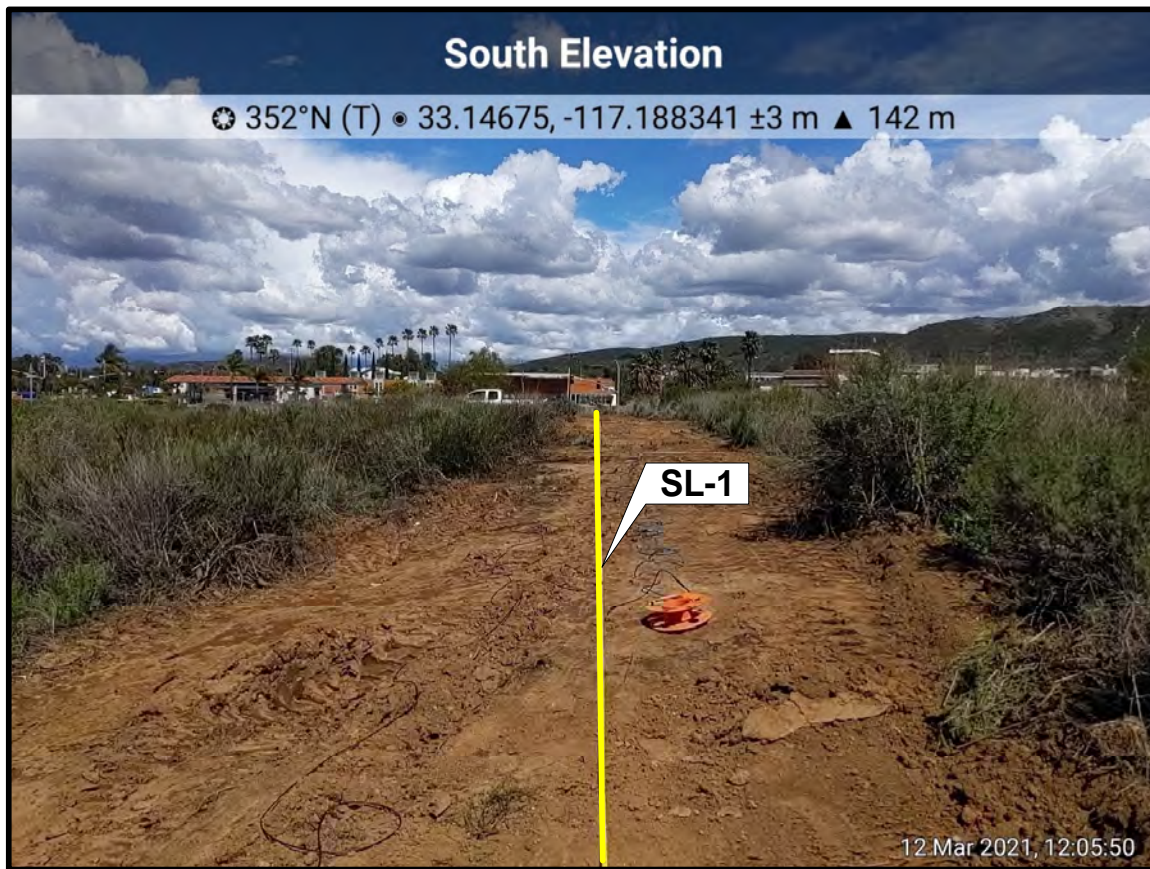 South Elevation
352°N (T) ● 33.14675, -117.188341 ±3 m ▲ 142 m
SL-1
12 Mar 2021, 12:05:50